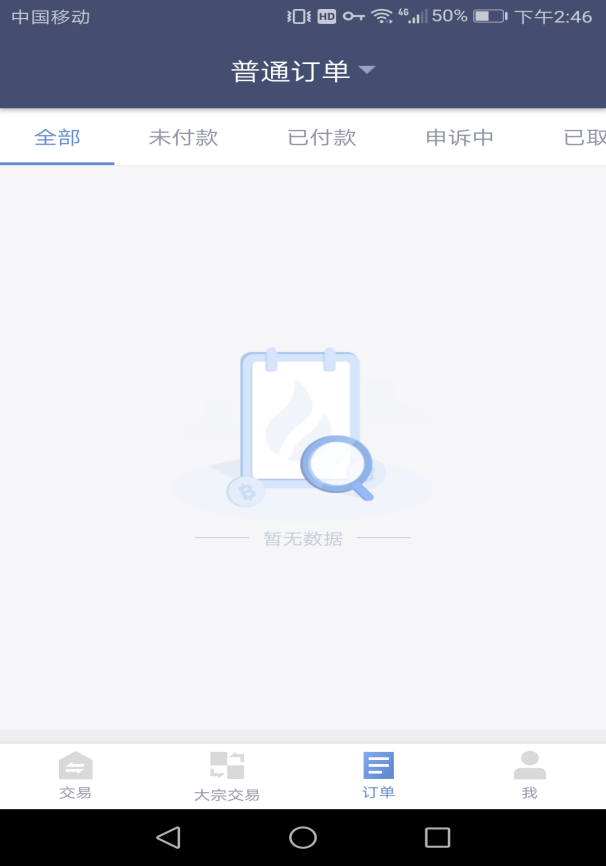 中国移动 HD 4G 50% 下午2:46
普通订单
全部 未付款 已付款 申诉中 已取
暂无数据
交易 大宗交易 订单 我